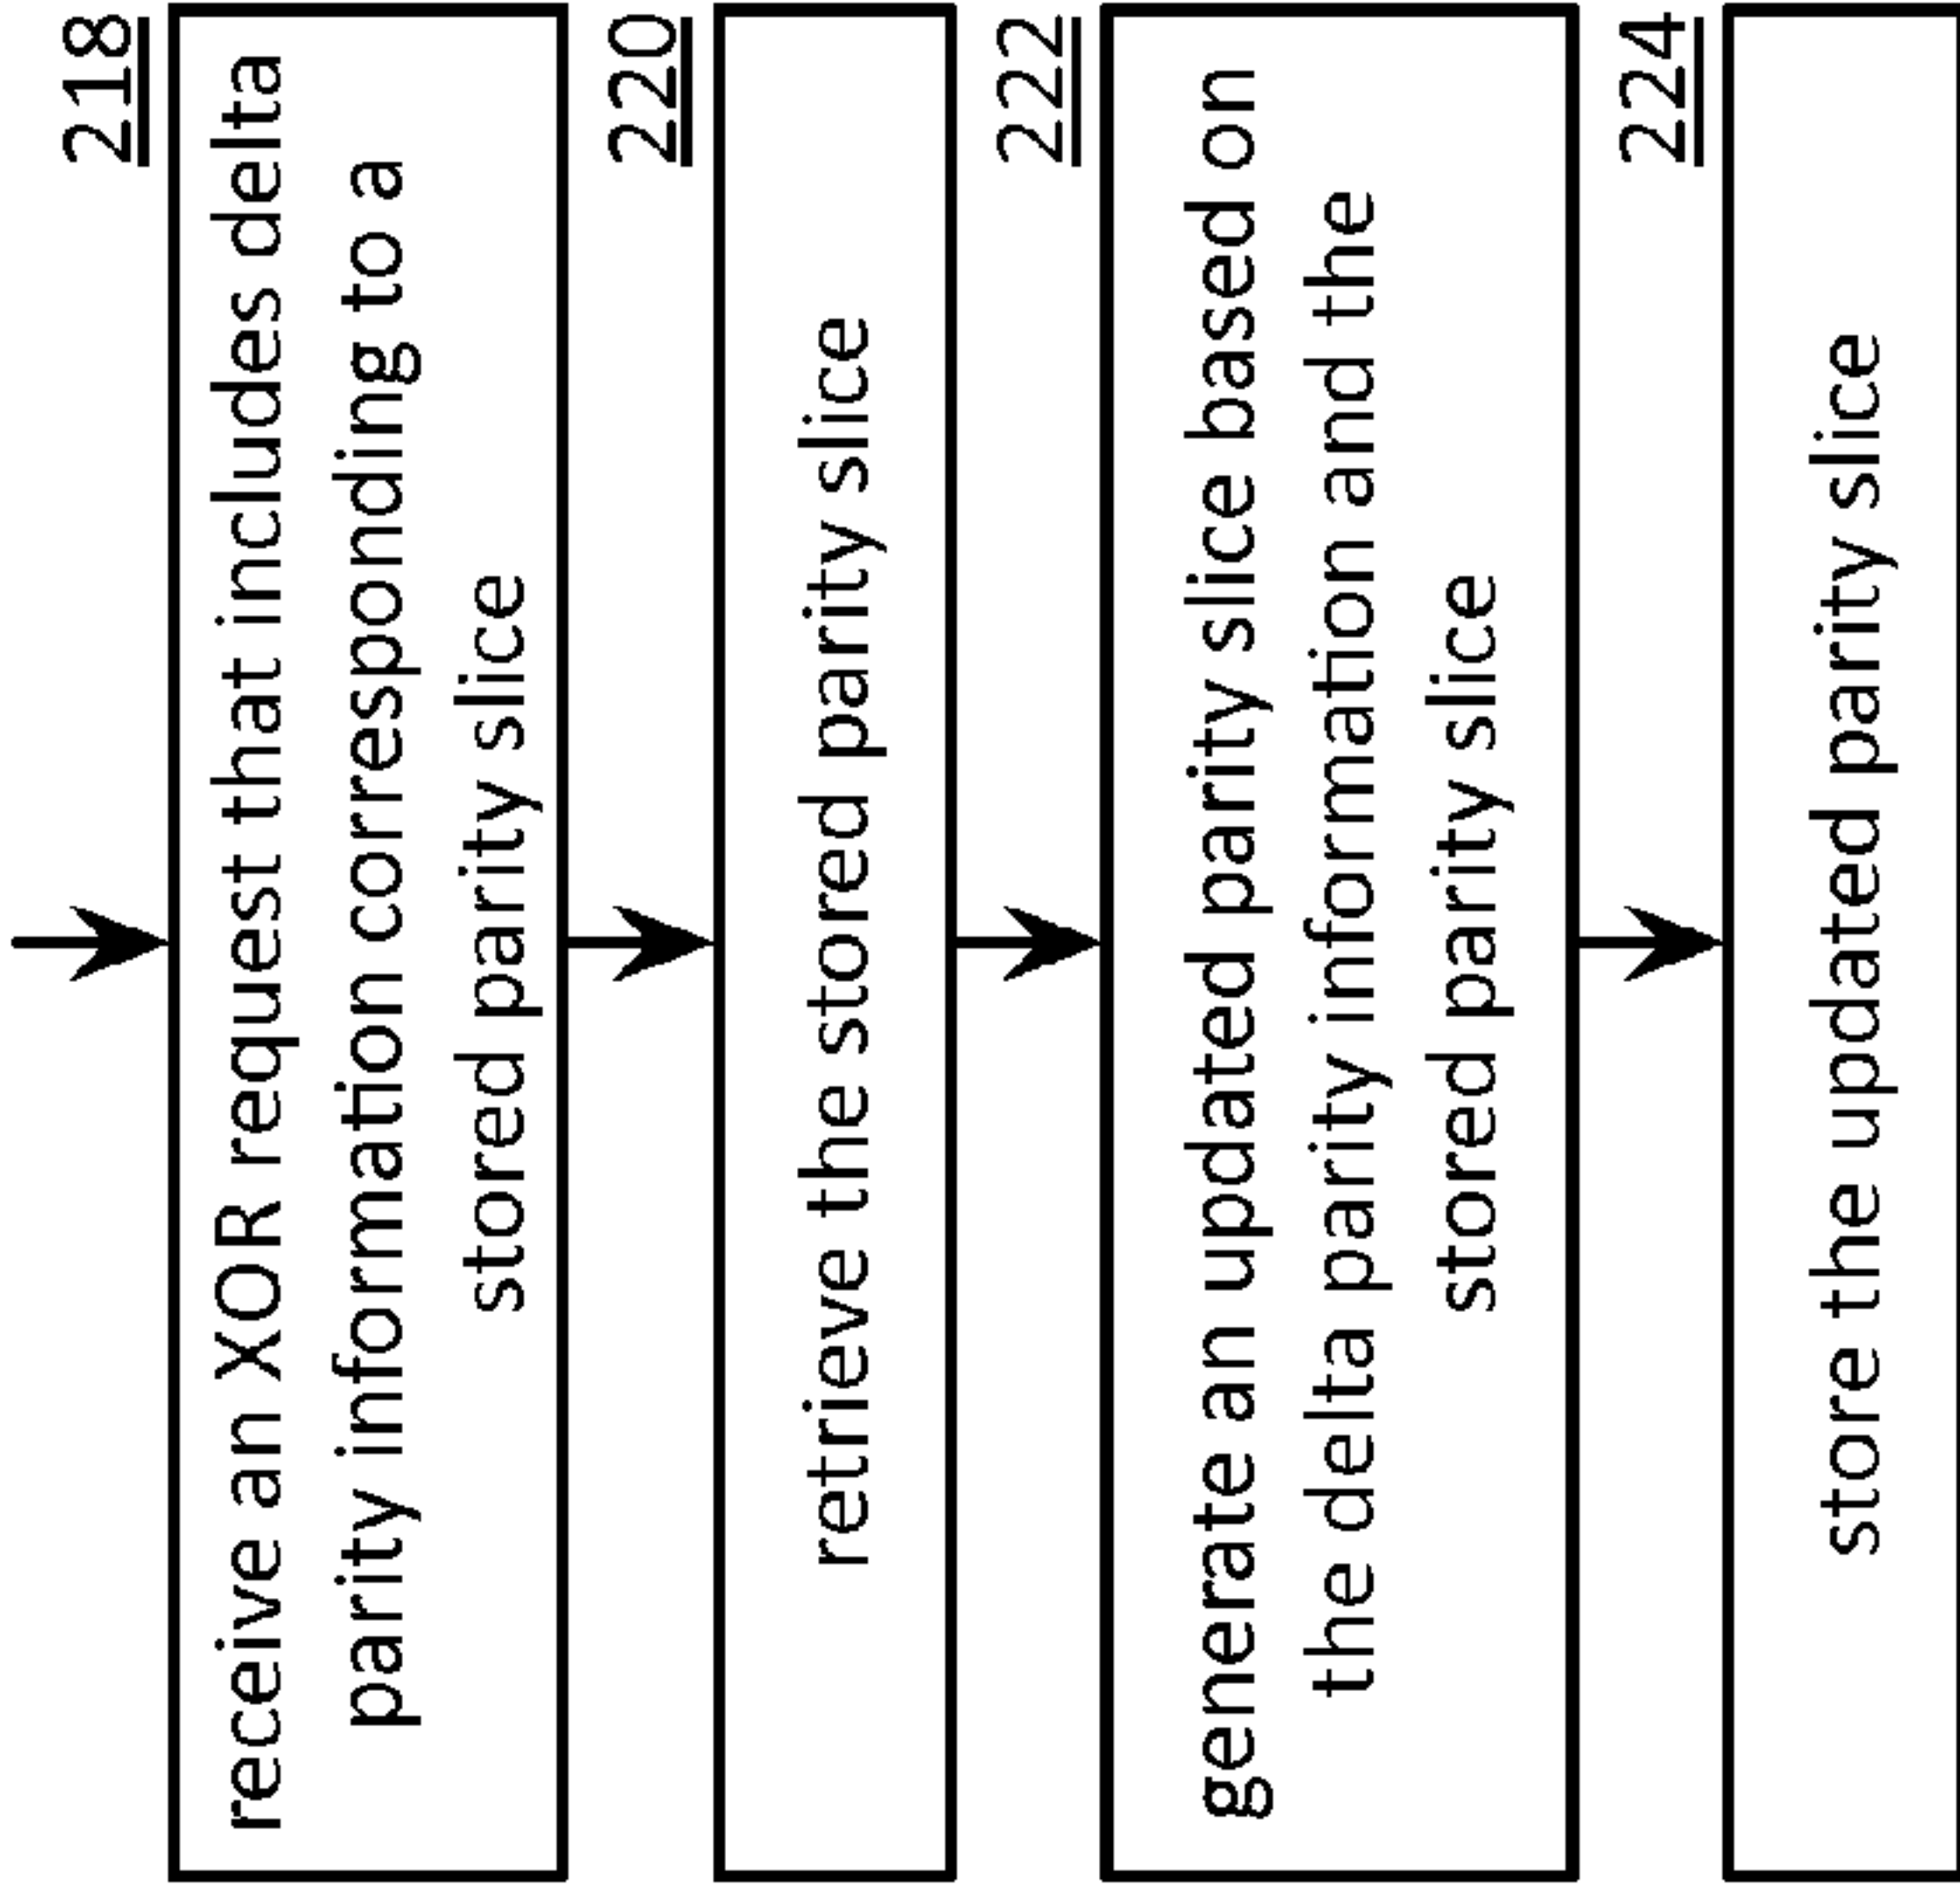 218
receive an XOR request that includes delta
parity information corresponding to a
stored parity slice
220
retrieve the stored parity slice
222
generate an updated parity slice based on
the delta parity information and the
stored parity slice
224
store the updated parity slice